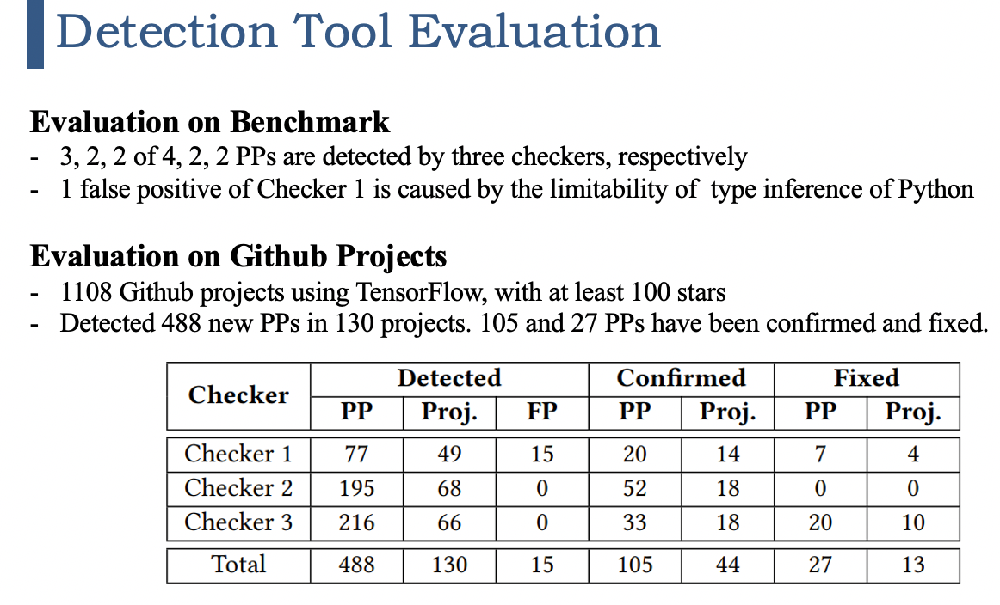 Detection Tool Evaluation
Evaluation on Benchmark
- 3, 2, 2 of 4, 2, 2 PPs are detected by three checkers, respectively
- 1 false positive of Checker 1 is caused by the limitability of type inference of Python
Evaluation on Github Projects
- 1108 Github projects using TensorFlow, with at least 100 stars
- Detected 488 new PPs in 130 projects. 105 and 27 PPs have been confirmed and fixed.
Checker Detected Confirmed Fixed
PP Proj. FP PP Proj. PP Proj.
Checker 1 77 49 15 20 14 7 4
Checker 2 195 68 0 52 18 0 0
Checker 3 216 66 0 33 18 20 10
Total 488 130 15 105 44 27 13